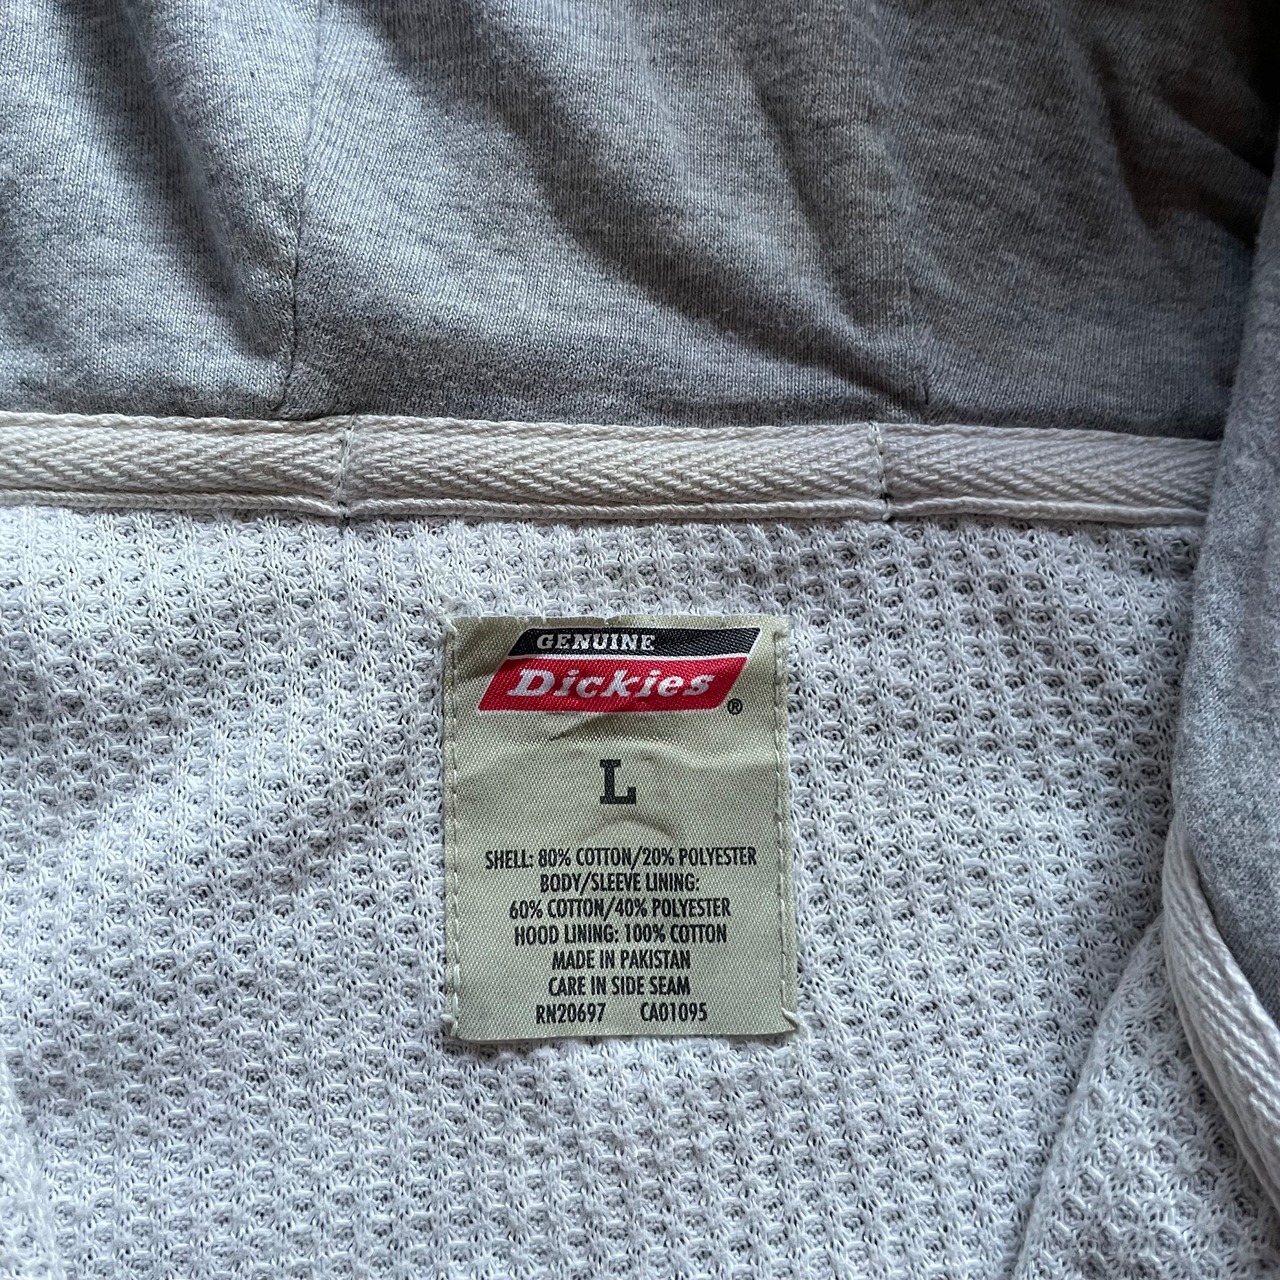 GENUINE
Dickies®
L
SHELL: 80% COTTON/20% POLYESTER
BODY/SLEEVE LINING:
60% COTTON/40% POLYESTER
HOOD LINING: 100% COTTON
MADE IN PAKISTAN
CARE IN SIDE SEAM
RN20697 CA01095